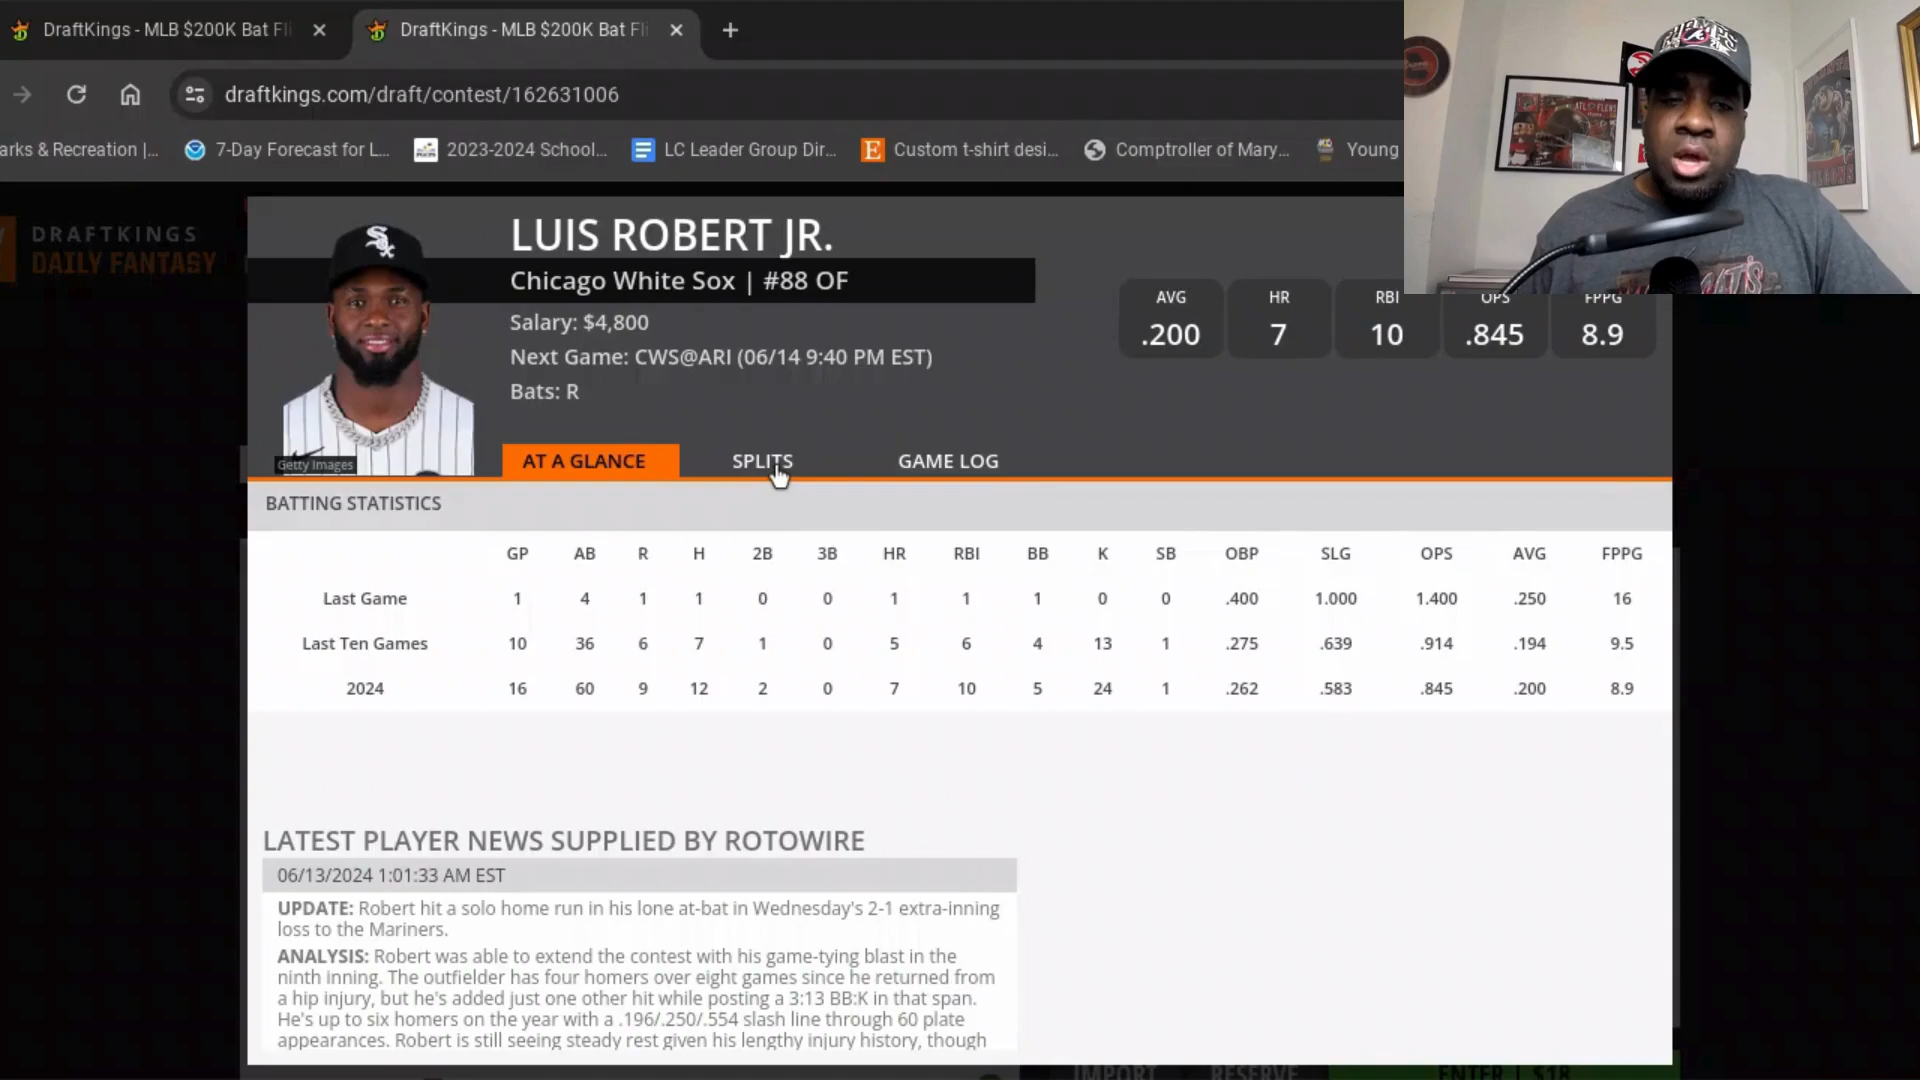 DraftKings - MLB $200K Bat Fli
DraftKings - MLB $200K Bat Fli
draftkings.com/draft/contest/162631006
arks & Recreation |...
7-Day Forecast for L...
2023-2024 School...
LC Leader Group Dir...
E Custom t-shirt desi...
Comptroller of Mary...
Young
DRAFTKINGS
DAILY FANTASY
LUIS ROBERT JR.
Chicago White Sox | #88 OF
Salary: $4,800
Next Game: CWS@ARI (06/14 9:40 PM EST)
Bats: R
AVG HR RBI OPS FPPG
.200 7 10 .845 8.9
Getty Images
AT A GLANCE SPLITS GAME LOG
BATTING STATISTICS
GP AB R H 2B 3B HR RBI BB K SB OBP SLG OPS AVG FPPG
Last Game 1 4 1 1 0 0 1 1 1 0 0 .400 1.000 1.400 .250 16
Last Ten Games 10 36 6 7 1 0 5 6 4 13 1 .275 .639 .914 .194 9.5
2024 16 60 9 12 2 0 7 10 5 24 1 .262 .583 .845 .200 8.9
LATEST PLAYER NEWS SUPPLIED BY ROTOWIRE
06/13/2024 1:01:33 AM EST
UPDATE: Robert hit a solo home run in his lone at-bat in Wednesday's 2-1 extra-inning
loss to the Mariners.
ANALYSIS: Robert was able to extend the contest with his game-tying blast in the
ninth inning. The outfielder has four homers over eight games since he returned from
a hip injury, but he's added just one other hit while posting a 3:13 BB:K in that span.
He's up to six homers on the year with a .196/.250/.554 slash line through 60 plate
appearances. Robert is still seeing steady rest given his lengthy injury history, though
IMPORT RESERVE ENTER | $18